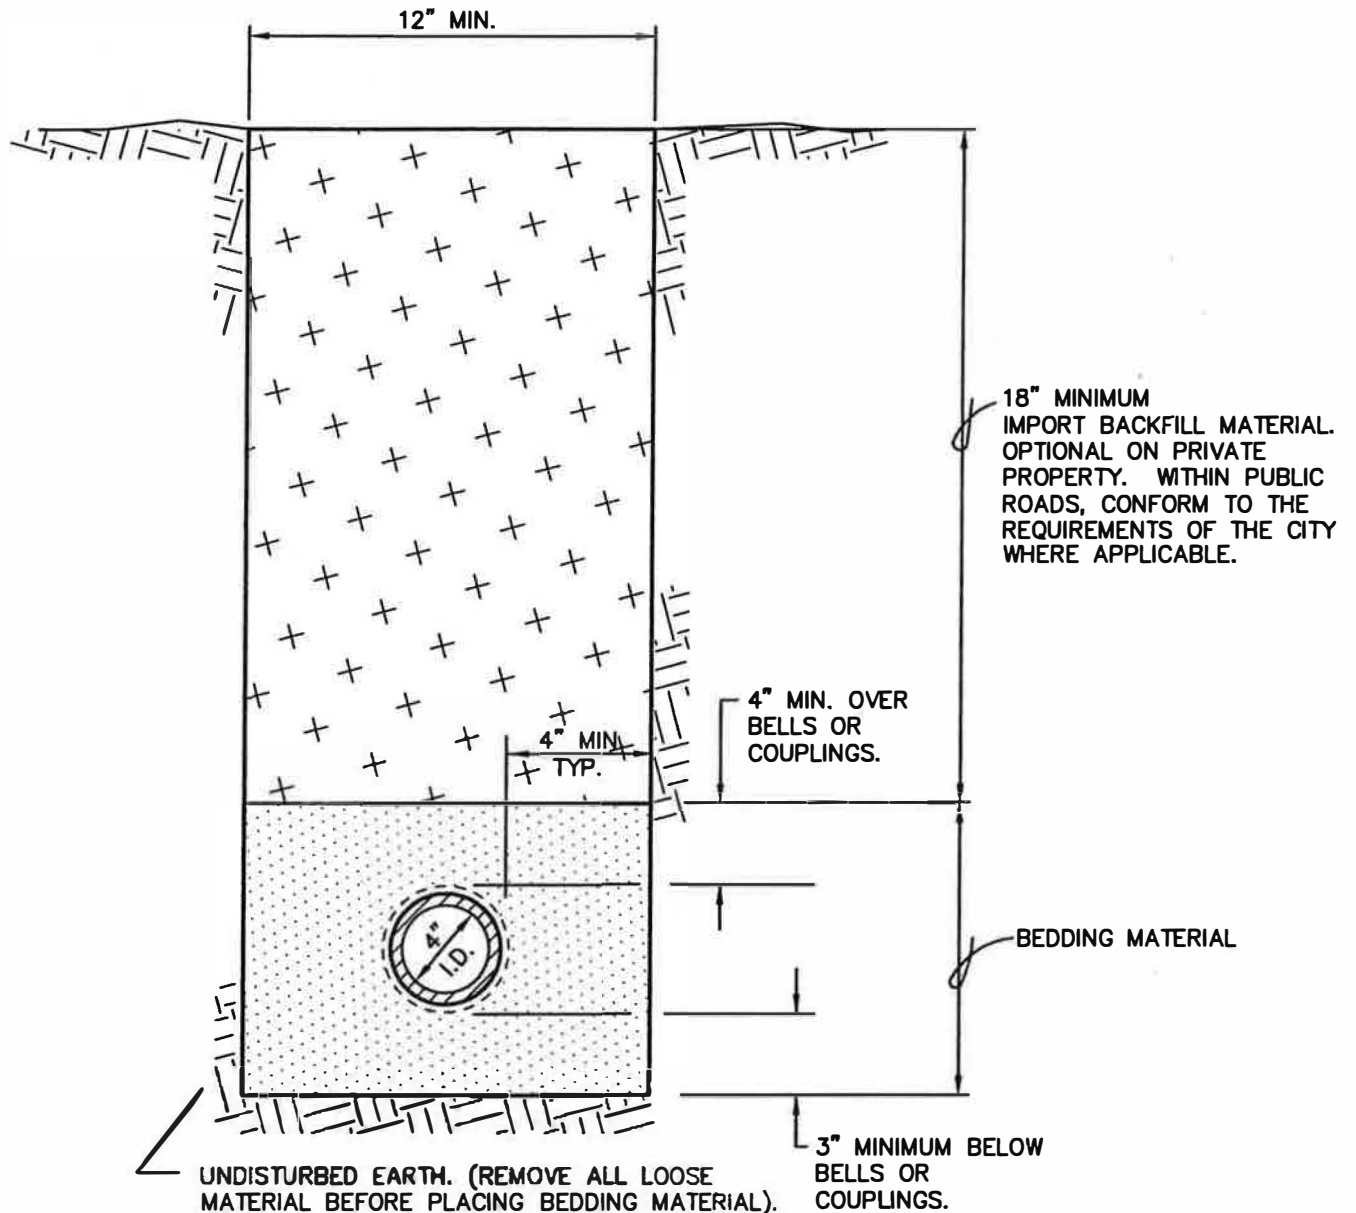 12" MIN.
18" MINIMUM
IMPORT BACKFILL MATERIAL.
OPTIONAL ON PRIVATE
PROPERTY. WITHIN PUBLIC
ROADS, CONFORM TO THE
REQUIREMENTS OF THE CITY
WHERE APPLICABLE.
4" MIN. OVER
BELLS OR
COUPLINGS.
4" MIN.
TYP.
4"
I.D.
BEDDING MATERIAL
3" MINIMUM BELOW
BELLS OR
COUPLINGS.
UNDISTURBED EARTH. (REMOVE ALL LOOSE
MATERIAL BEFORE PLACING BEDDING MATERIAL).